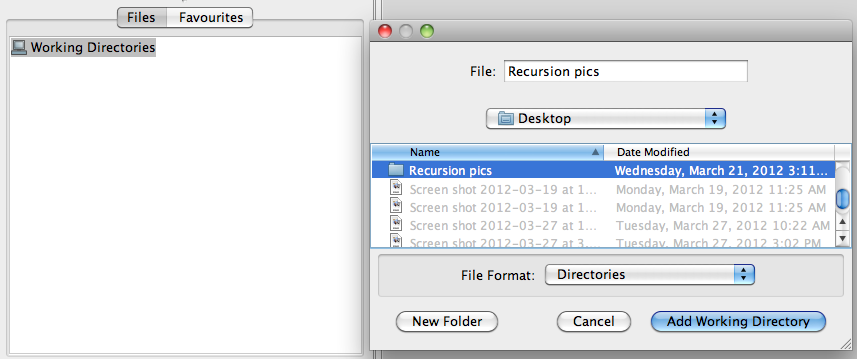 Files Favourites
Working Directories
File: Recursion pics
Desktop
Name Date Modified
Recursion pics Wednesday, March 21, 2012 3:11...
Screen shot 2012-03-19 at 1... Monday, March 19, 2012 11:25 AM
Screen shot 2012-03-19 at 1... Monday, March 19, 2012 11:25 AM
Screen shot 2012-03-27 at 1... Tuesday, March 27, 2012 10:22 AM
Screen shot 2012-03-27 at 3... Tuesday, March 27, 2012 3:02 PM
File Format: Directories
New Folder Cancel Add Working Directory